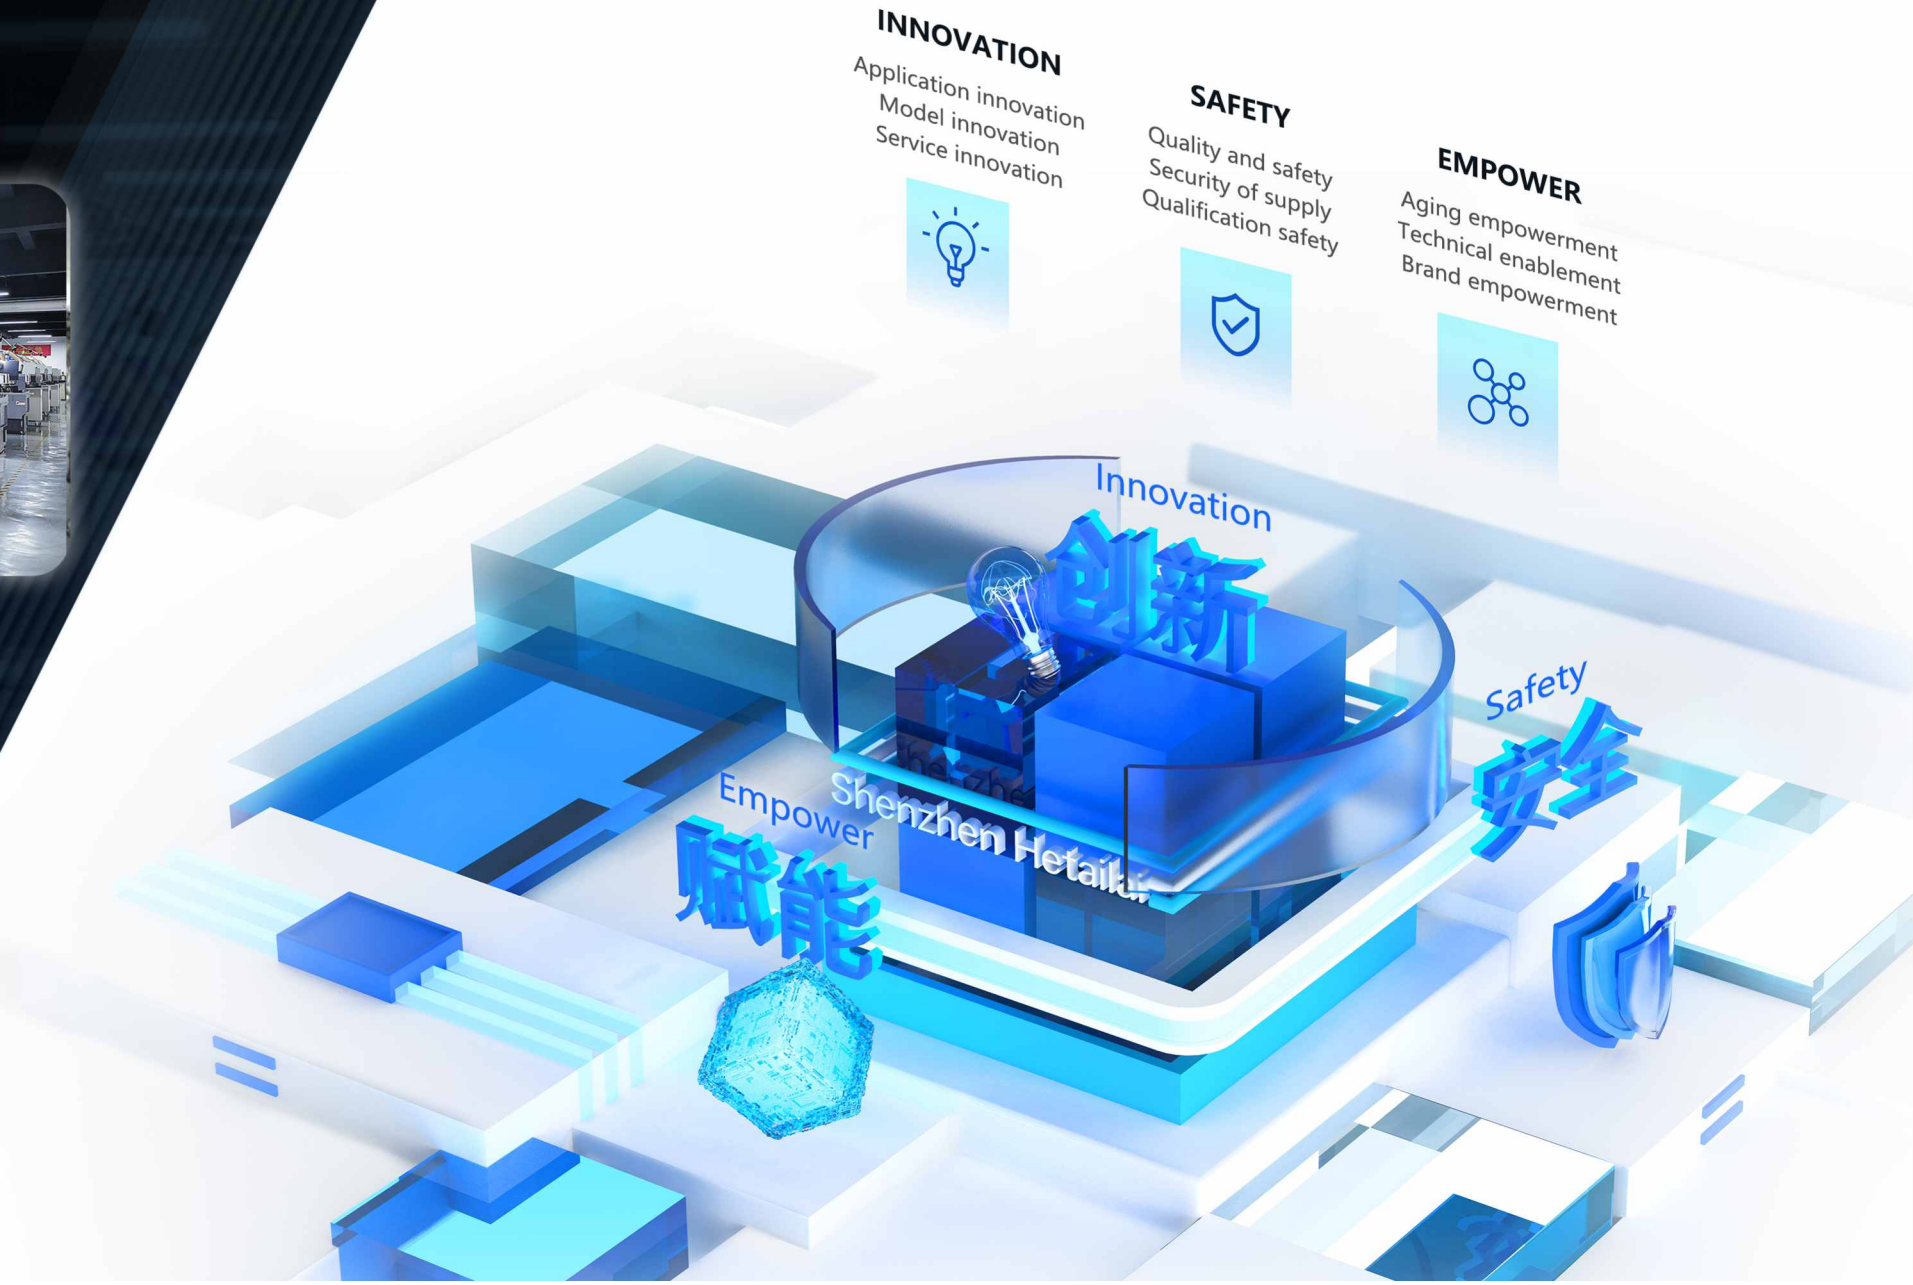 INNOVATION
Application innovation
Model innovation
Service innovation
SAFETY
Quality and safety
Security of supply
Qualification safety
EMPOWER
Aging empowerment
Technical enablement
Brand empowerment
Innovation
创新
Safety
安全
Empower
赋能
Shenzhen